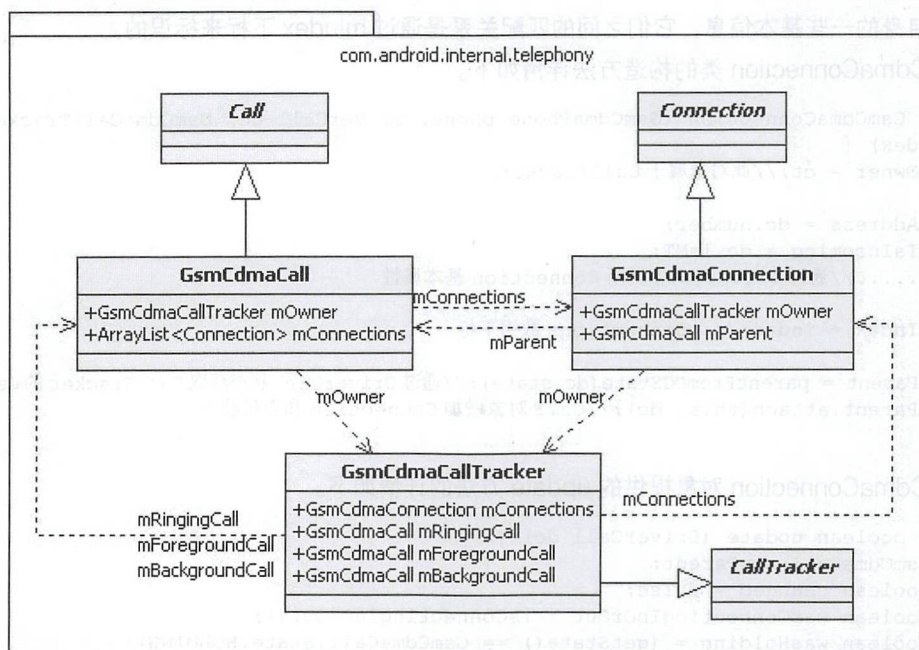 com.android.internal.telephony
Call
Connection
GsmCdmaCall
+GsmCdmaCallTracker mOwner
+ArrayList<Connection> mConnections
mConnections
mParent
GsmCdmaConnection
+GsmCdmaCallTracker mOwner
+GsmCdmaCall mParent
mOwner
mOwner
GsmCdmaCallTracker
+GsmCdmaConnection mConnections
+GsmCdmaCall mRingingCall
+GsmCdmaCall mForegroundCall
+GsmCdmaCall mBackgroundCall
mRingingCall
mForegroundCall
mBackgroundCall
mConnections
CallTracker